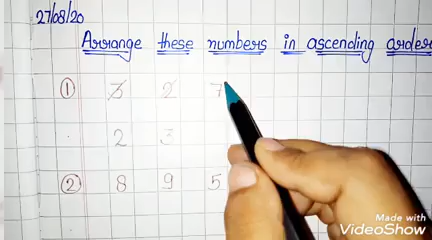 27/08/20
Arrange these numbers in ascending arder
① 3 2 7
2 3
② 8 9 5
Made with
VideoShow